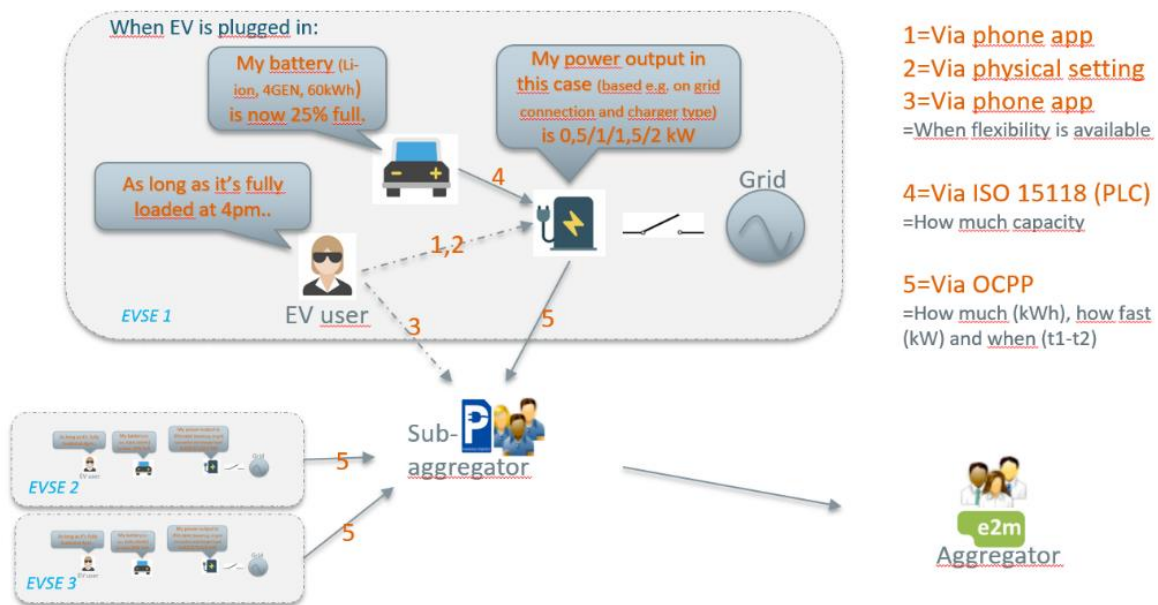 When EV is plugged in:
My battery (Li-
ion, 4GEN, 60kWh)
is now 25% full.
My power output in
this case (based e.g. on grid
connection and charger type)
is 0,5/1/1,5/2 kW
As long as it's fully
loaded at 4pm..
4
1,2
Grid
EVSE 1
EV user
3
5
1=Via phone app
2=Via physical setting
3=Via phone app
=When flexibility is available
4=Via ISO 15118 (PLC)
=How much capacity
5=Via OCPP
=How much (kWh), how fast
(kW) and when (t1-t2)
P
Sub-
aggregator
EV user
EVSE 2
5
EV user
EVSE 3
5
e2m
Aggregator